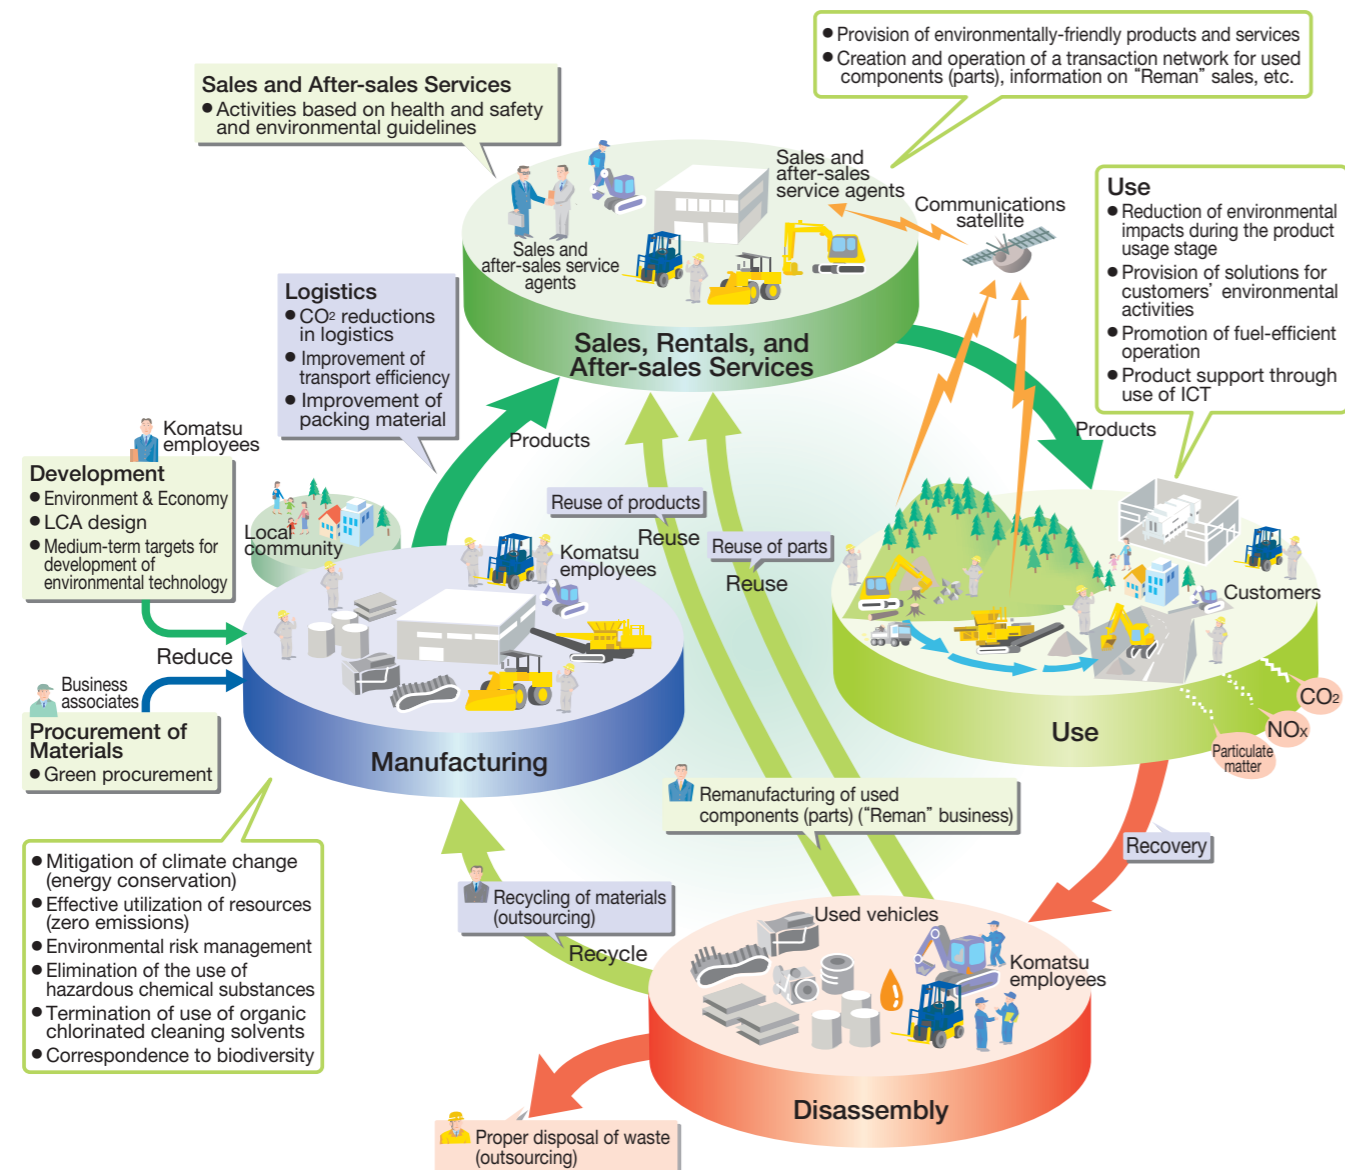 ● Provision of environmentally-friendly products and services
● Creation and operation of a transaction network for used
components (parts), information on “Reman” sales, etc.
Sales and After-sales Services
● Activities based on health and safety
and environmental guidelines
Sales and
after-sales
service agents
Communications
satellite
Sales and
after-sales service
agents
Use
● Reduction of environmental
impacts during the product
usage stage
● Provision of solutions for
customers’ environmental
activities
● Promotion of fuel-efficient
operation
● Product support through
use of ICT
Logistics
● CO2 reductions
in logistics
● Improvement of
transport efficiency
● Improvement of
packing material
Sales, Rentals, and
After-sales Services
Products
Products
Komatsu
employees
Development
● Environment & Economy
● LCA design
● Medium-term targets for
development of
environmental technology
Local
community
Reuse of products
Reuse
Reuse of parts
Reuse
Komatsu
employees
Customers
Reduce
Business
associates
Procurement of
Materials
● Green procurement
Manufacturing
Use
CO2
NOx
Particulate
matter
Remanufacturing of used
components (parts) (“Reman” business)
Recovery
● Mitigation of climate change
(energy conservation)
● Effective utilization of resources
(zero emissions)
● Environmental risk management
● Elimination of the use of
hazardous chemical substances
● Termination of use of organic
chlorinated cleaning solvents
● Correspondence to biodiversity
Recycling of materials
(outsourcing)
Recycle
Used vehicles
Komatsu
employees
Disassembly
Proper disposal of waste
(outsourcing)